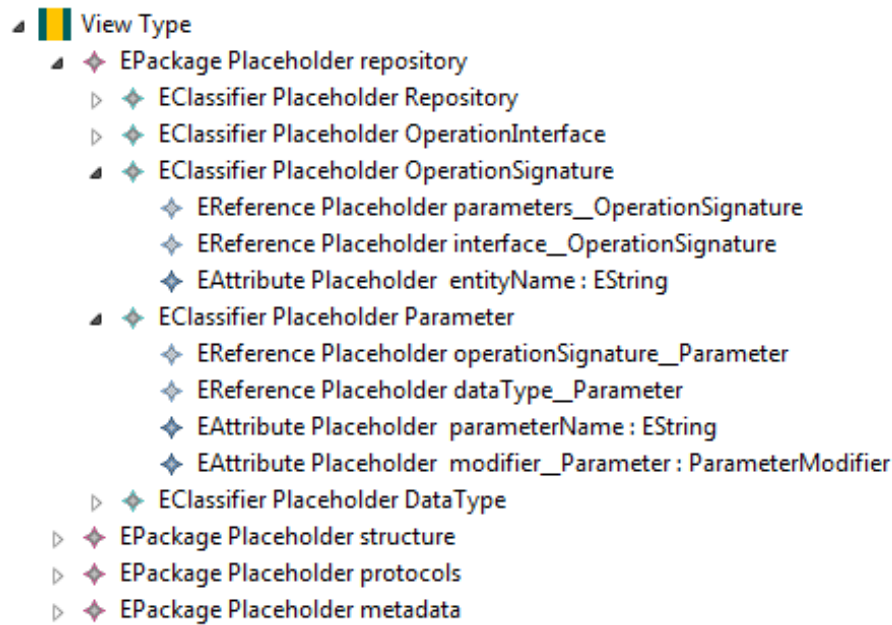 View Type
EPackage Placeholder repository
EClassifier Placeholder Repository
EClassifier Placeholder OperationInterface
EClassifier Placeholder OperationSignature
EReference Placeholder parameters__OperationSignature
EReference Placeholder interface__OperationSignature
EAttribute Placeholder entityName : EString
EClassifier Placeholder Parameter
EReference Placeholder operationSignature__Parameter
EReference Placeholder dataType__Parameter
EAttribute Placeholder parameterName : EString
EAttribute Placeholder modifier__Parameter : ParameterModifier
EClassifier Placeholder DataType
EPackage Placeholder structure
EPackage Placeholder protocols
EPackage Placeholder metadata